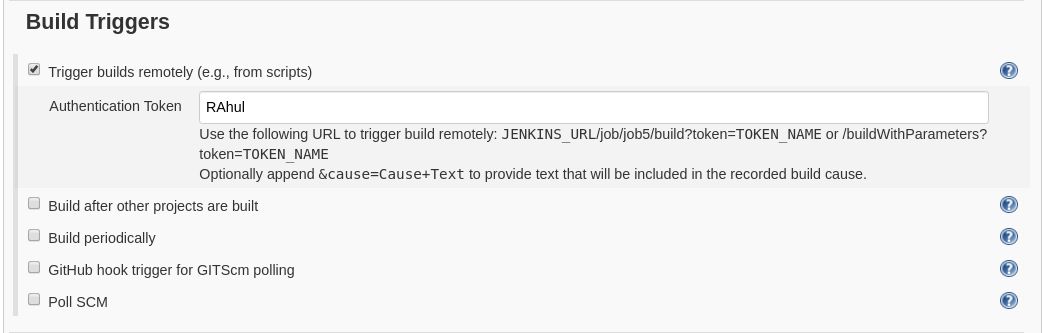 Build Triggers
Trigger builds remotely (e.g., from scripts)
Authentication Token RAhul
Use the following URL to trigger build remotely: JENKINS_URL/job/job5/build?token=TOKEN_NAME or /buildWithParameters?
token=TOKEN_NAME
Optionally append &cause=Cause+Text to provide text that will be included in the recorded build cause.
Build after other projects are built
Build periodically
GitHub hook trigger for GITScm polling
Poll SCM